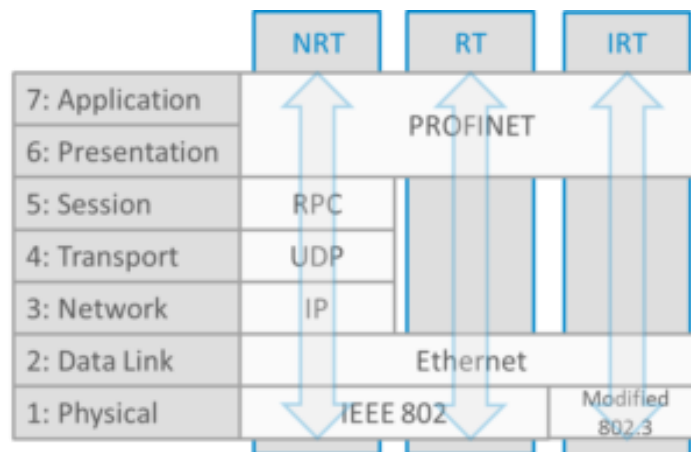 NRT RT IRT
7: Application
PROFINET
6: Presentation
5: Session RPC
4: Transport UDP
3: Network IP
2: Data Link Ethernet
1: Physical IEEE 802 Modified
802.3